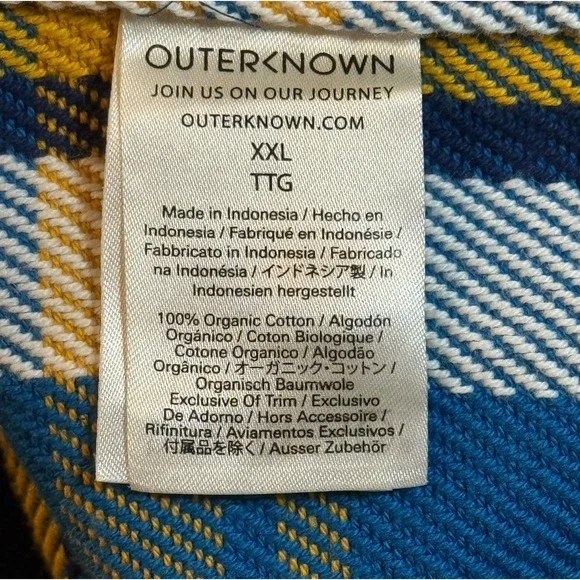 OUTERKNOWN
JOIN US ON OUR JOURNEY
OUTERKNOWN.COM
XXL
TTG
Made in Indonesia / Hecho en
Indonesia / Fabriqué en Indonésie /
Fabbricato in Indonesia / Fabricado
na Indonésia / インドネシア製 / In
Indonesien hergestellt
100% Organic Cotton / Algodón
Orgánico / Coton Biologique /
Cotone Organico / Algodão
Orgânico / オーガニック・コットン /
Organisch Baumwole
Exclusive Of Trim / Exclusivo
De Adorno / Hors Accessoire /
Rifinitura / Aviamentos Exclusivos /
付属品を除く / Ausser Zubehör